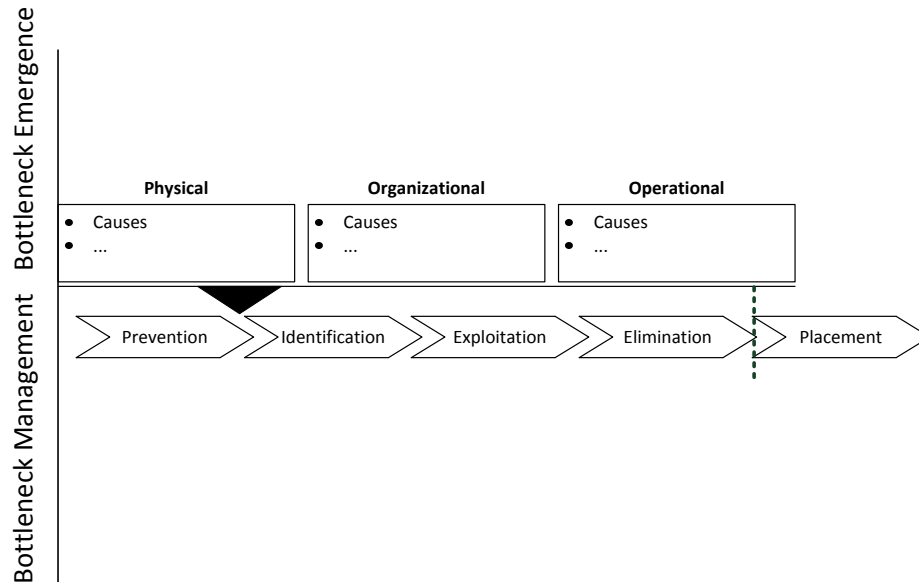 Bottleneck Emergence
Physical
Organizational
Operational
• Causes
• ...
• Causes
• ...
• Causes
• ...
Bottleneck Management
Prevention
Identification
Exploitation
Elimination
Placement